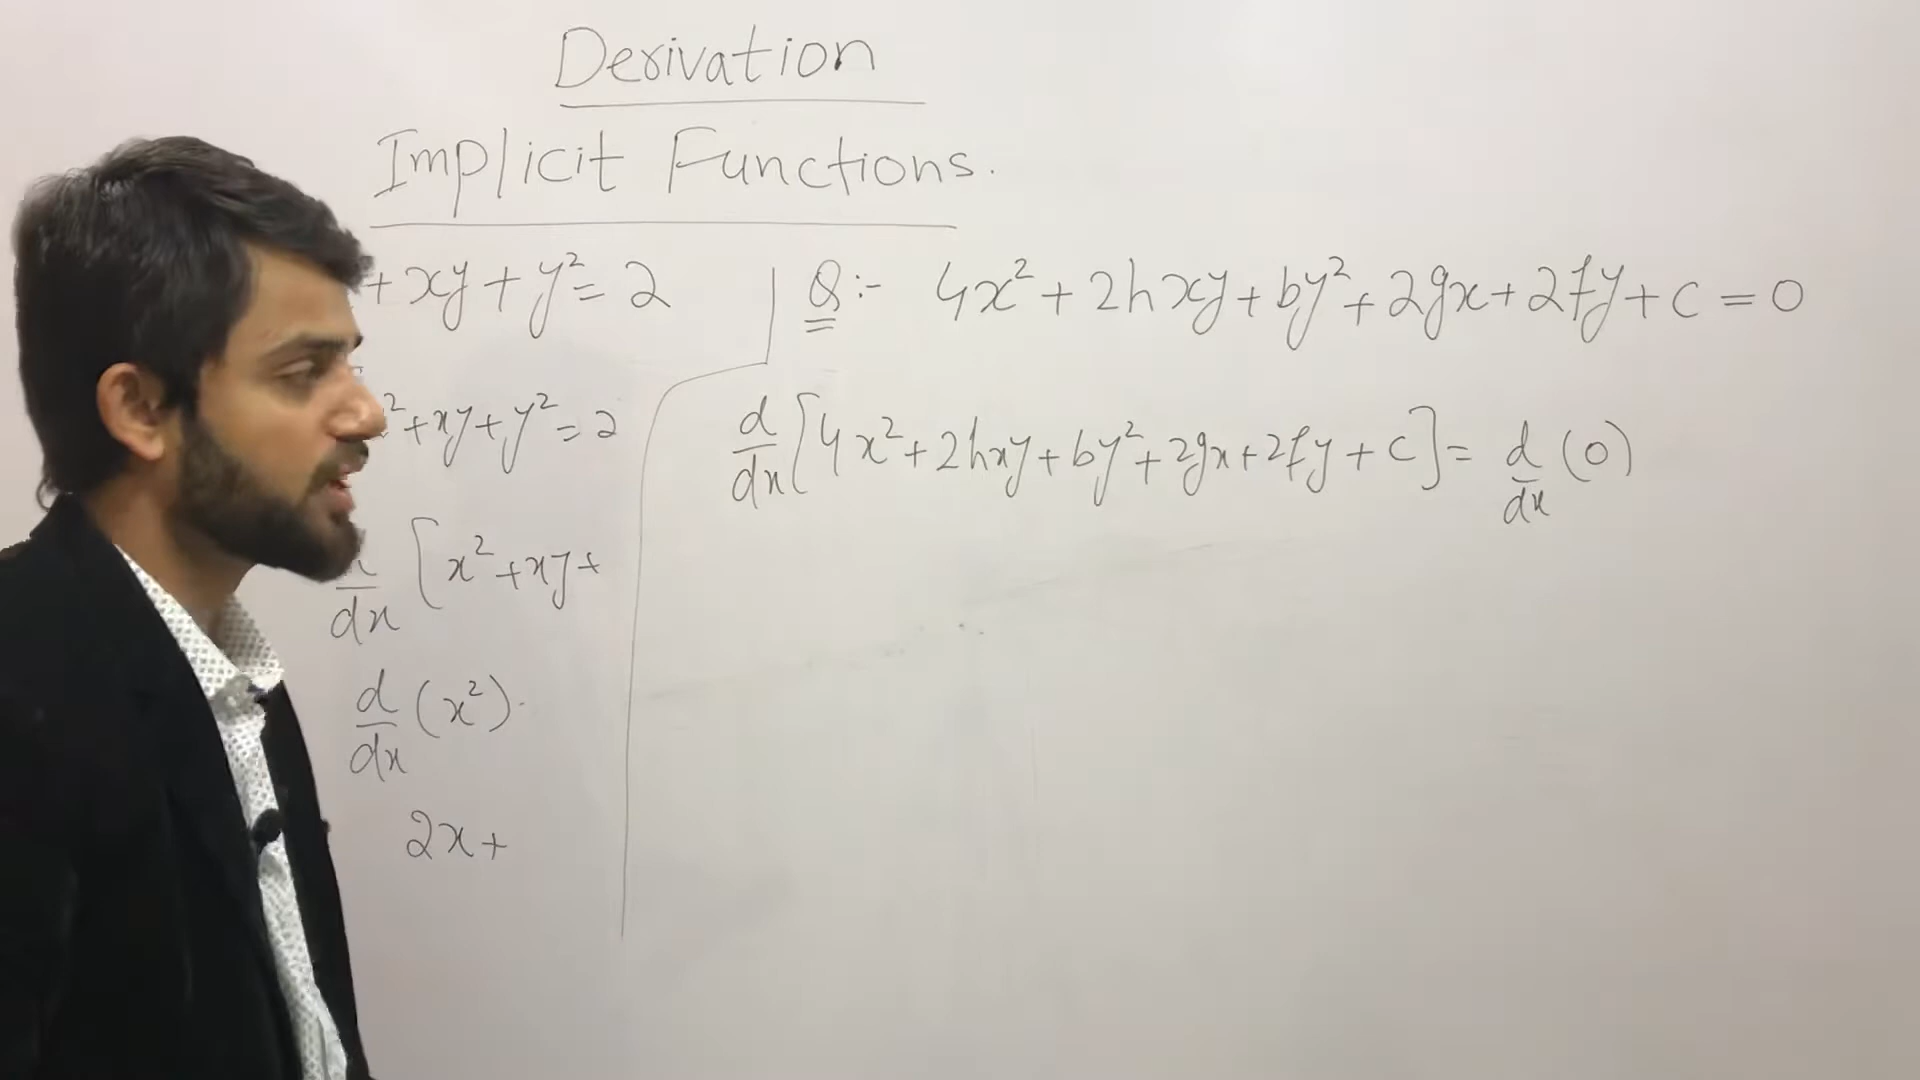 Derivation
Implicit Functions.
+ xy + y² = 2
² + xy + y² = 2
d/dx [x² + xy +
d/dx (x²).
2x +
Q :- 4x² + 2hxy + by² + 2gx + 2fy + c = 0
d/dx [4x² + 2hxy + by² + 2gx + 2fy + c] = d/dx (0)